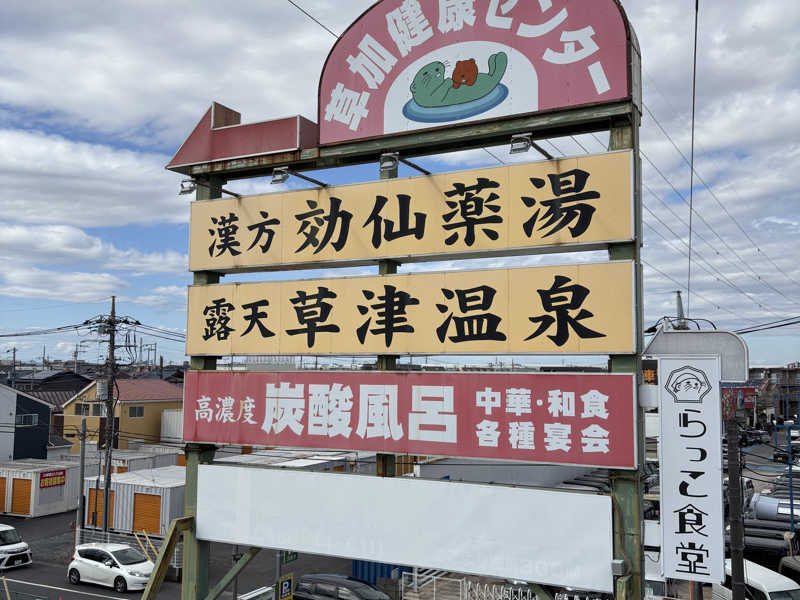 草加健康センター
漢方 効仙薬湯
露天 草津温泉
高濃度 炭酸風呂 中華・和食
各種宴会
らっこ食堂